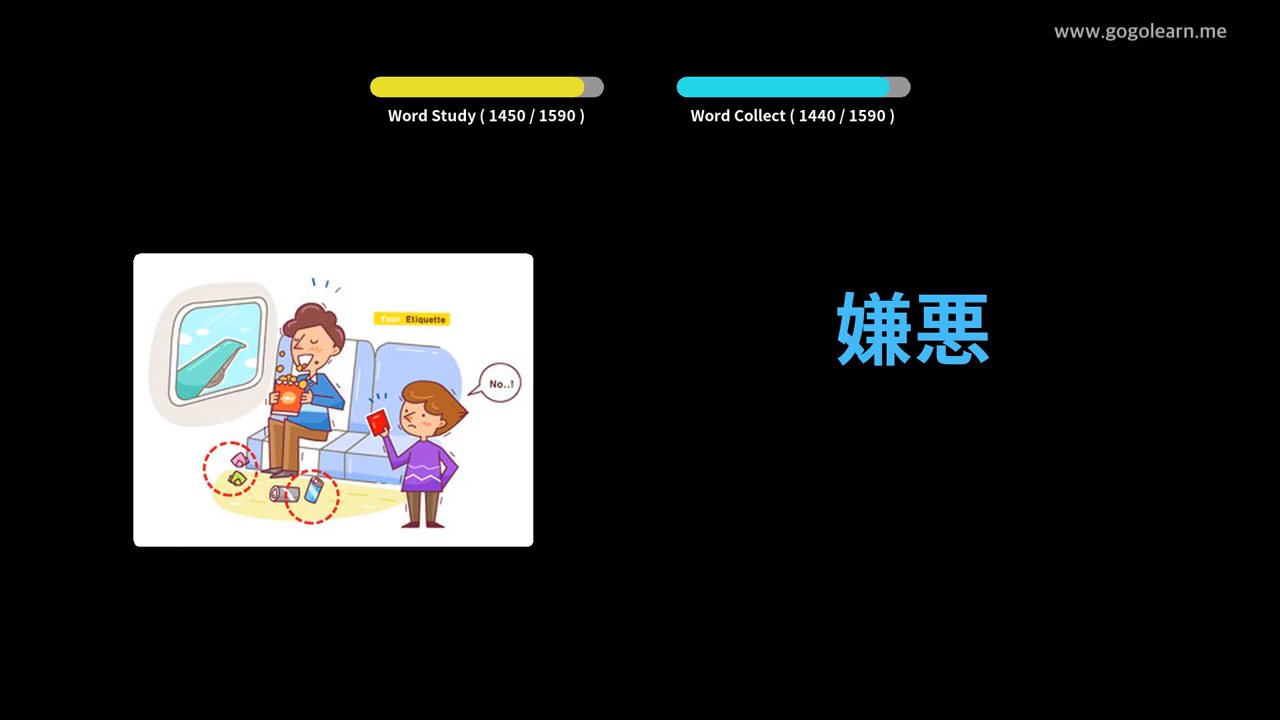 www.gogolearn.me
Word Study ( 1450 / 1590 )
Word Collect ( 1440 / 1590 )
Your Etiquette
No..!
嫌悪